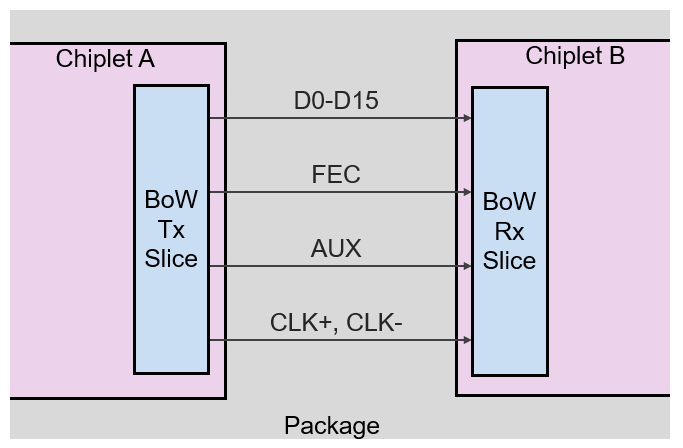 Chiplet A
Chiplet B
D0-D15
FEC
AUX
CLK+, CLK-
BoW
Tx
Slice
BoW
Rx
Slice
Package